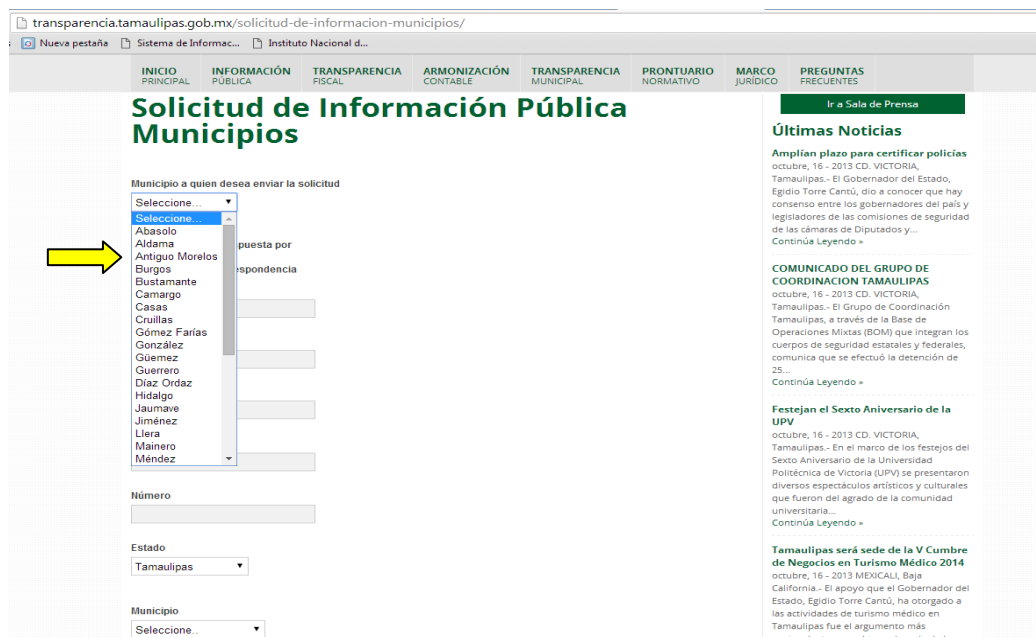 transparencia.tamaulipas.gob.mx/solicitud-de-informacion-municipios/
Nueva pestaña Sistema de Informac... Instituto Nacional d...
INICIO INFORMACIÓN TRANSPARENCIA ARMONIZACIÓN TRANSPARENCIA PRONTUARIO MARCO PREGUNTAS
PRINCIPAL PÚBLICA FISCAL CONTABLE MUNICIPAL NORMATIVO JURÍDICO FRECUENTES
Solicitud de Información Pública
Municipios
Municipio a quien desea enviar la solicitud
Seleccione...
Seleccione...
Abasolo
Aldama
Antiguo Morelos
Burgos
Bustamante
Camargo
Casas
Cruillas
Gómez Farías
González
Güemez
Guerrero
Díaz Ordaz
Hidalgo
Jaumave
Jiménez
Llera
Mainero
Méndez
puesta por
espondencia
Número
Estado
Tamaulipas
Municipio
Seleccione..
Ir a Sala de Prensa
Últimas Noticias
Amplían plazo para certificar policías
octubre, 16 - 2013 CD. VICTORIA,
Tamaulipas.- El Gobernador del Estado,
Egidio Torre Cantú, dio a conocer que hay
consenso entre los gobernadores del país y
legisladores de las comisiones de seguridad
de las cámaras de Diputados y...
Continúa Leyendo »
COMUNICADO DEL GRUPO DE
COORDINACION TAMAULIPAS
octubre, 16 - 2013 CD. VICTORIA,
Tamaulipas.- El Grupo de Coordinación
Tamaulipas, a través de la Base de
Operaciones Mixtas (BOM) que integran los
cuerpos de seguridad estatales y federales,
comunica que se efectuó la detención de
25...
Continúa Leyendo »
Festejan el Sexto Aniversario de la
UPV
octubre, 16 - 2013 CD. VICTORIA,
Tamaulipas.- En el marco de los festejos del
Sexto Aniversario de la Universidad
Politécnica de Victoria (UPV) se presentaron
diversos espectáculos artísticos y culturales
que fueron del agrado de la comunidad
universitaria...
Continúa Leyendo »
Tamaulipas será sede de la V Cumbre
de Negocios en Turismo Médico 2014
octubre, 16 - 2013 MEXICALI, Baja
California.- El apoyo que el Gobernador del
Estado, Egidio Torre Cantú, ha otorgado a
las actividades de turismo médico en
Tamaulipas fue el argumento más